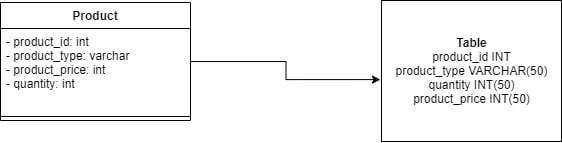 Product
- product_id: int
- product_type: varchar
- product_price: int
- quantity: int
Table
product_id INT
product_type VARCHAR(50)
quantity INT(50)
product_price INT(50)